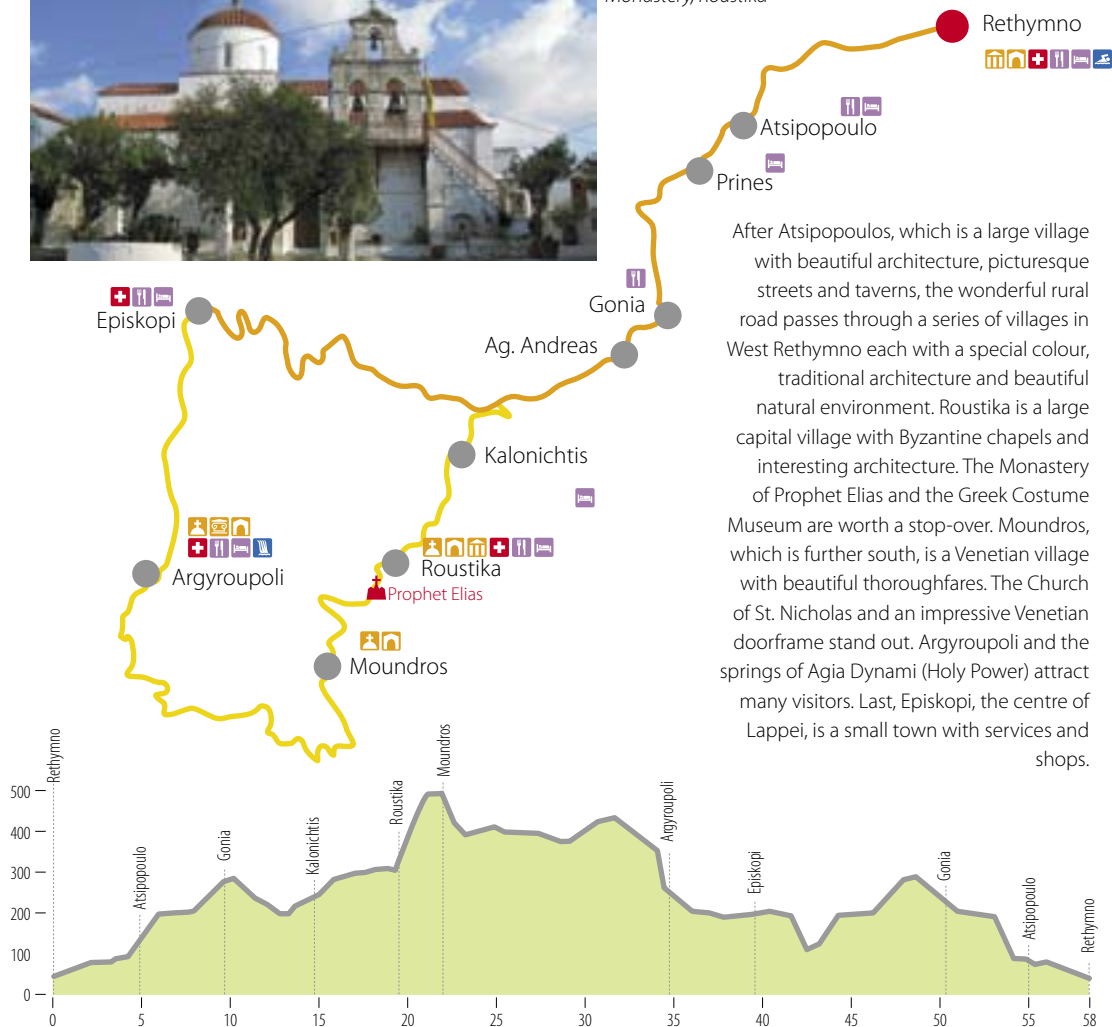 Monastery, Roustika
Rethymno
Atsipopoulo
Prines
After Atsipopoulos, which is a large village
with beautiful architecture, picturesque
streets and taverns, the wonderful rural
road passes through a series of villages in
West Rethymno each with a special colour,
traditional architecture and beautiful
natural environment. Roustika is a large
capital village with Byzantine chapels and
interesting architecture. The Monastery
of Prophet Elias and the Greek Costume
Museum are worth a stop-over. Moundros,
which is further south, is a Venetian village
with beautiful thoroughfares. The Church
of St. Nicholas and an impressive Venetian
doorframe stand out. Argyroupoli and the
springs of Agia Dynami (Holy Power) attract
many visitors. Last, Episkopi, the centre of
Lappei, is a small town with services and
shops.
Gonia
Episkopi
Ag. Andreas
Kalonichtis
Argyroupoli
Roustika
Prophet Elias
Moundros
Rethymno
Atsipopoulo
Gonia
Kalonichtis
Roustika
Moundros
Argyroupoli
Episkopi
Gonia
Atsipopoulo
Rethymno
500
400
300
200
100
0
0 5 10 15 20 25 30 35 40 45 50 55 58